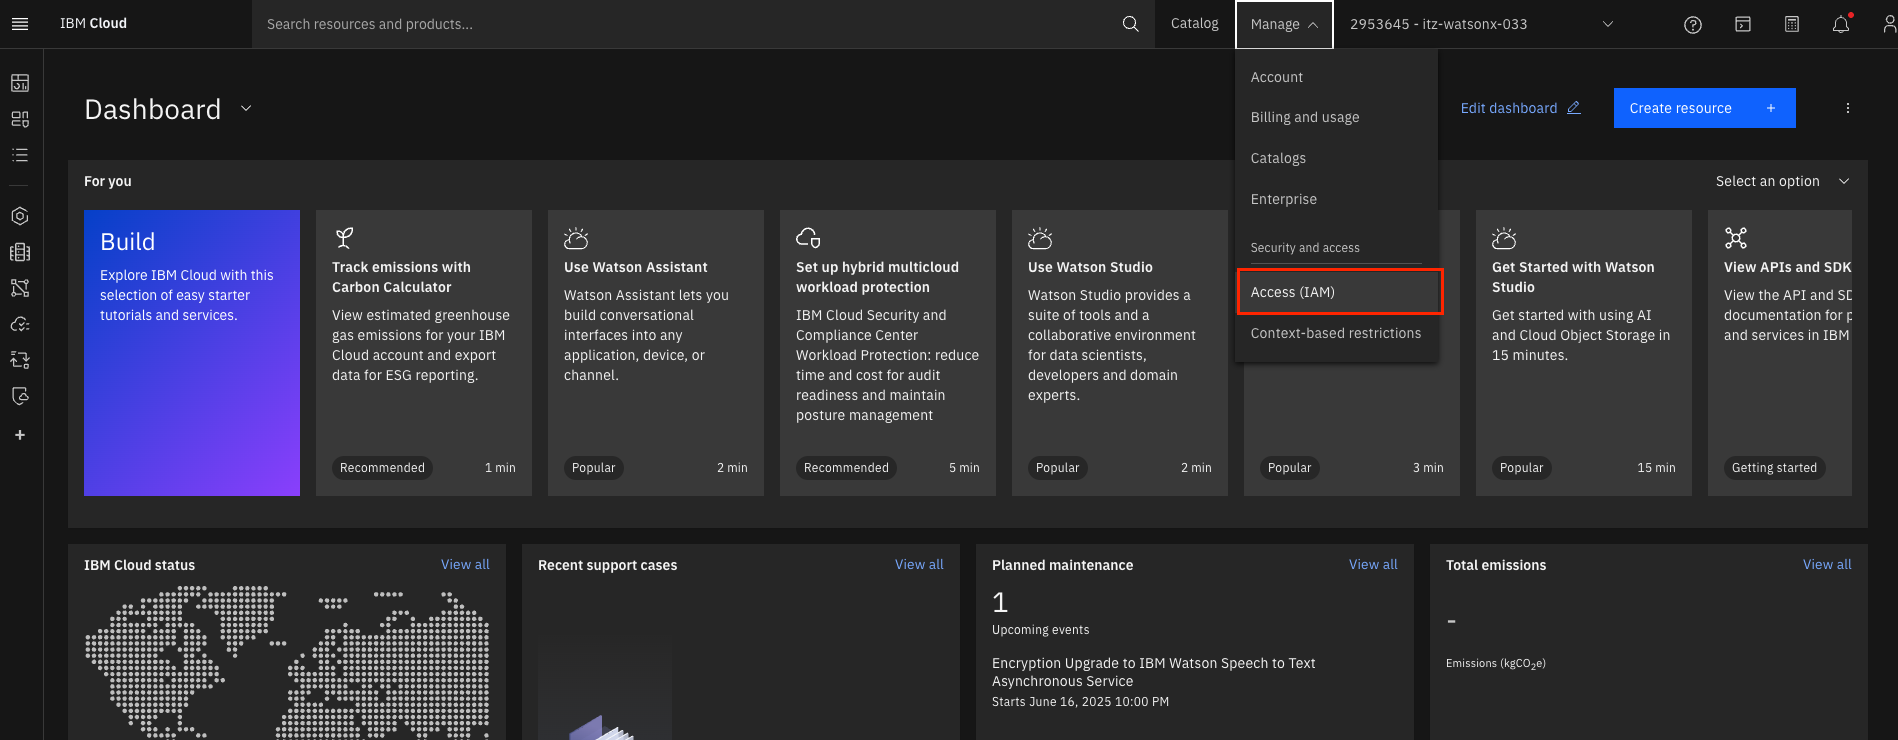 IBM Cloud
Search resources and products...
Catalog
Manage
2953645 - itz-watsonx-033
Account
Billing and usage
Catalogs
Enterprise
Security and access
Access (IAM)
Context-based restrictions
Dashboard
Edit dashboard
Create resource +
For you
Select an option
Build
Explore IBM Cloud with this
selection of easy starter
tutorials and services.
Track emissions with
Carbon Calculator
View estimated greenhouse
gas emissions for your IBM
Cloud account and export
data for ESG reporting.
Recommended
1 min
Use Watson Assistant
Watson Assistant lets you
build conversational
interfaces into any
application, device, or
channel.
Popular
2 min
Set up hybrid multicloud
workload protection
IBM Cloud Security and
Compliance Center
Workload Protection: reduce
time and cost for audit
readiness and maintain
posture management
Recommended
5 min
Use Watson Studio
Watson Studio provides a
suite of tools and a
collaborative environment
for data scientists,
developers and domain
experts.
Popular
2 min
Popular
3 min
Get Started with Watson
Studio
Get started with using AI
and Cloud Object Storage in
15 minutes.
Popular
15 min
View APIs and SDK
View the API and SD
documentation for p
and services in IBM
Getting started
IBM Cloud status
View all
Recent support cases
View all
Planned maintenance
View all
1
Upcoming events
Encryption Upgrade to IBM Watson Speech to Text
Asynchronous Service
Starts June 16, 2025 10:00 PM
Total emissions
View all
-
Emissions (kgCO₂e)